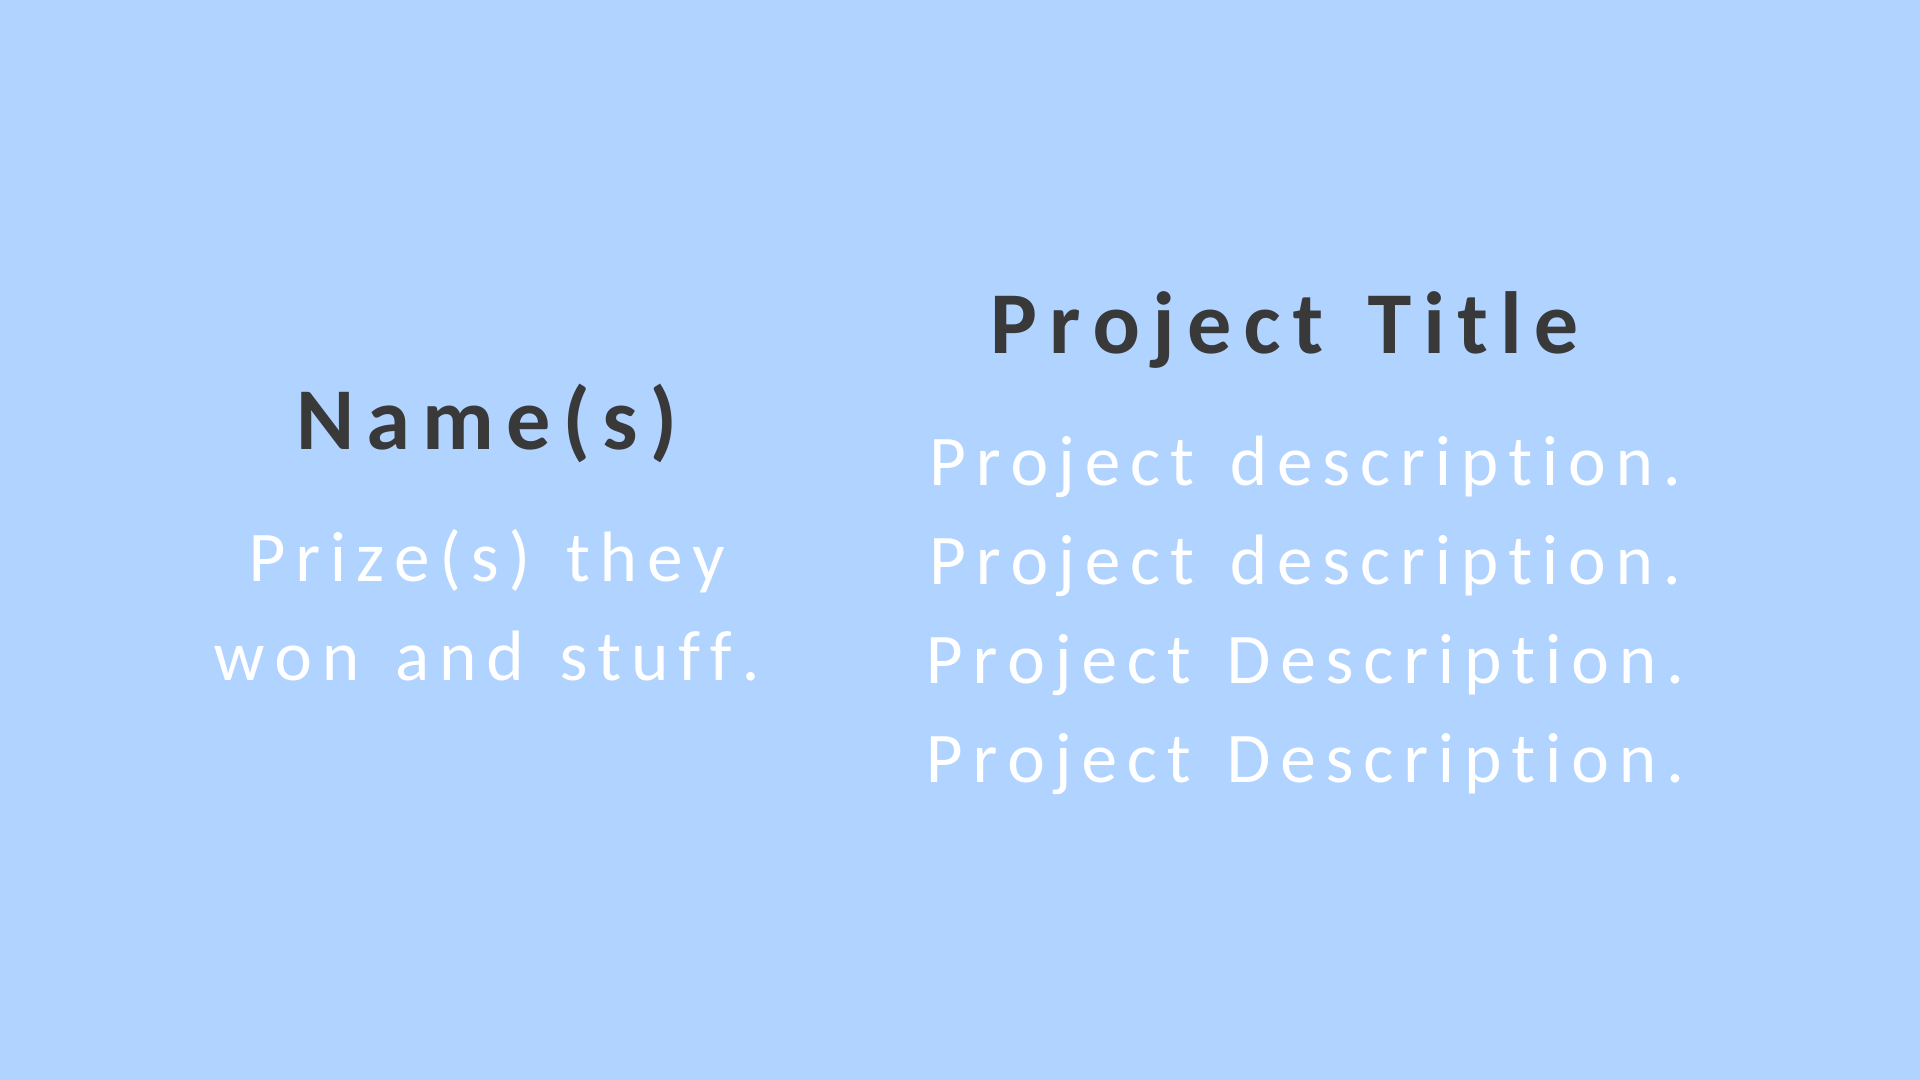 Name(s)
Prize(s) they
won and stuff.
Project Title
Project description.
Project description.
Project Description.
Project Description.